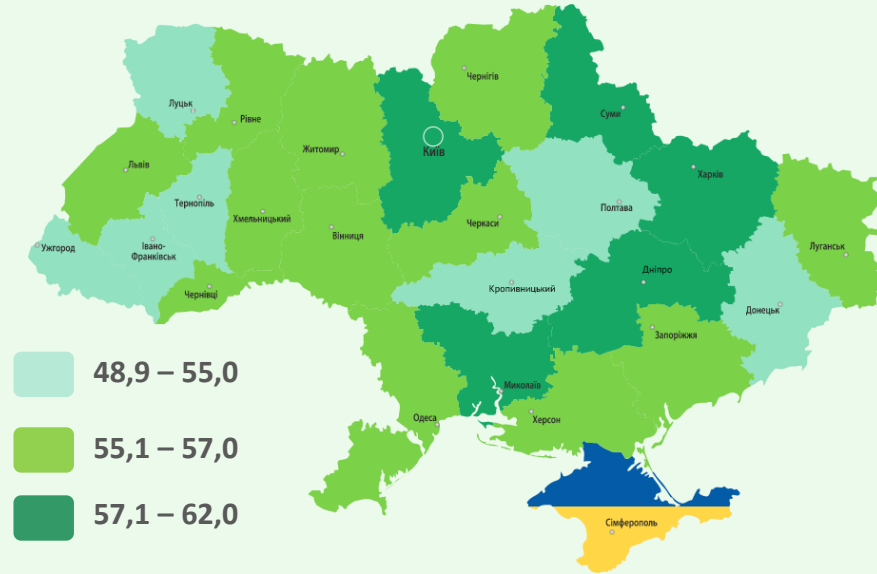 Чернігів
Луцьк
Суми
Рівне
Київ
Житомир
Львів
Харків
Тернопіль
Полтава
Хмельницький
Черкаси
Вінниця
Ужгород
Івано-
Франківськ
Луганськ
Дніпро
Кропивницький
Чернівці
Донецьк
Запоріжжя
48,9 – 55,0
Миколаїв
Одеса
Херсон
55,1 – 57,0
57,1 – 62,0
Сімферополь